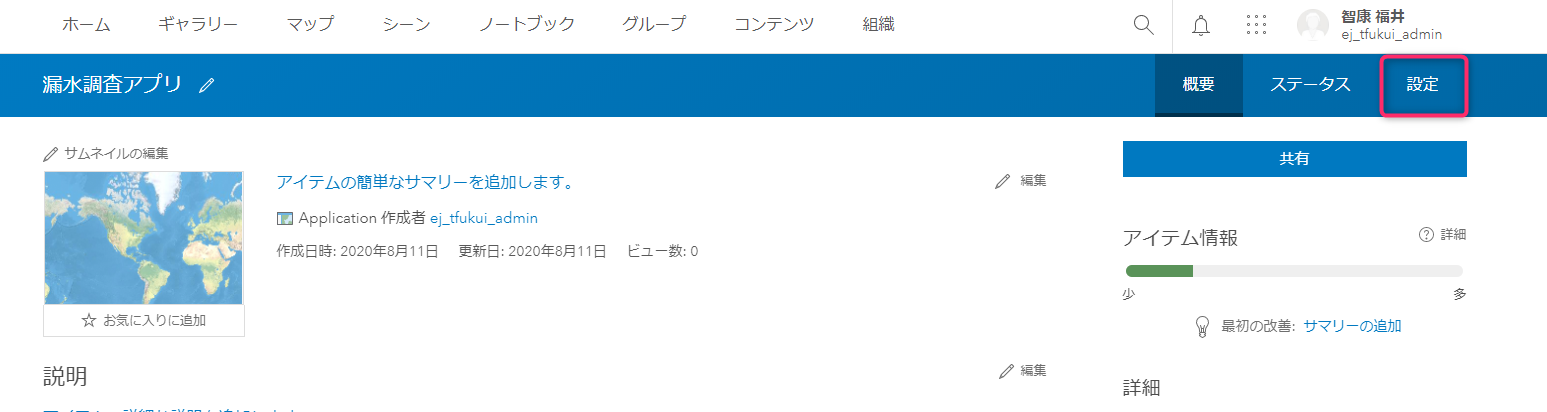 ホーム ギャラリー マップ シーン ノートブック グループ コンテンツ 組織 智康 福井
ej_tfukui_admin
漏水調査アプリ 概要 ステータス 設定
サムネイルの編集
アイテムの簡単なサマリーを追加します。 編集
Application 作成者 ej_tfukui_admin
作成日時: 2020年8月11日 更新日: 2020年8月11日 ビュー数: 0
お気に入りに追加
共有
アイテム情報 詳細
少 多
最初の改善: サマリーの追加
説明 編集
詳細